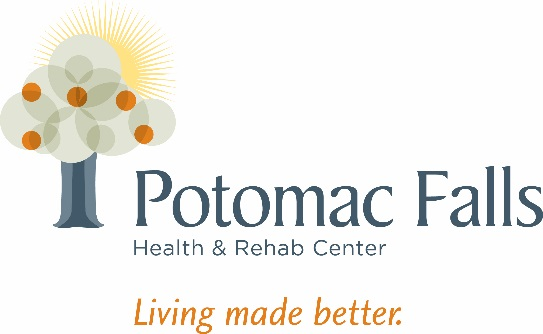 Potomac Falls
Health & Rehab Center
Living made better.